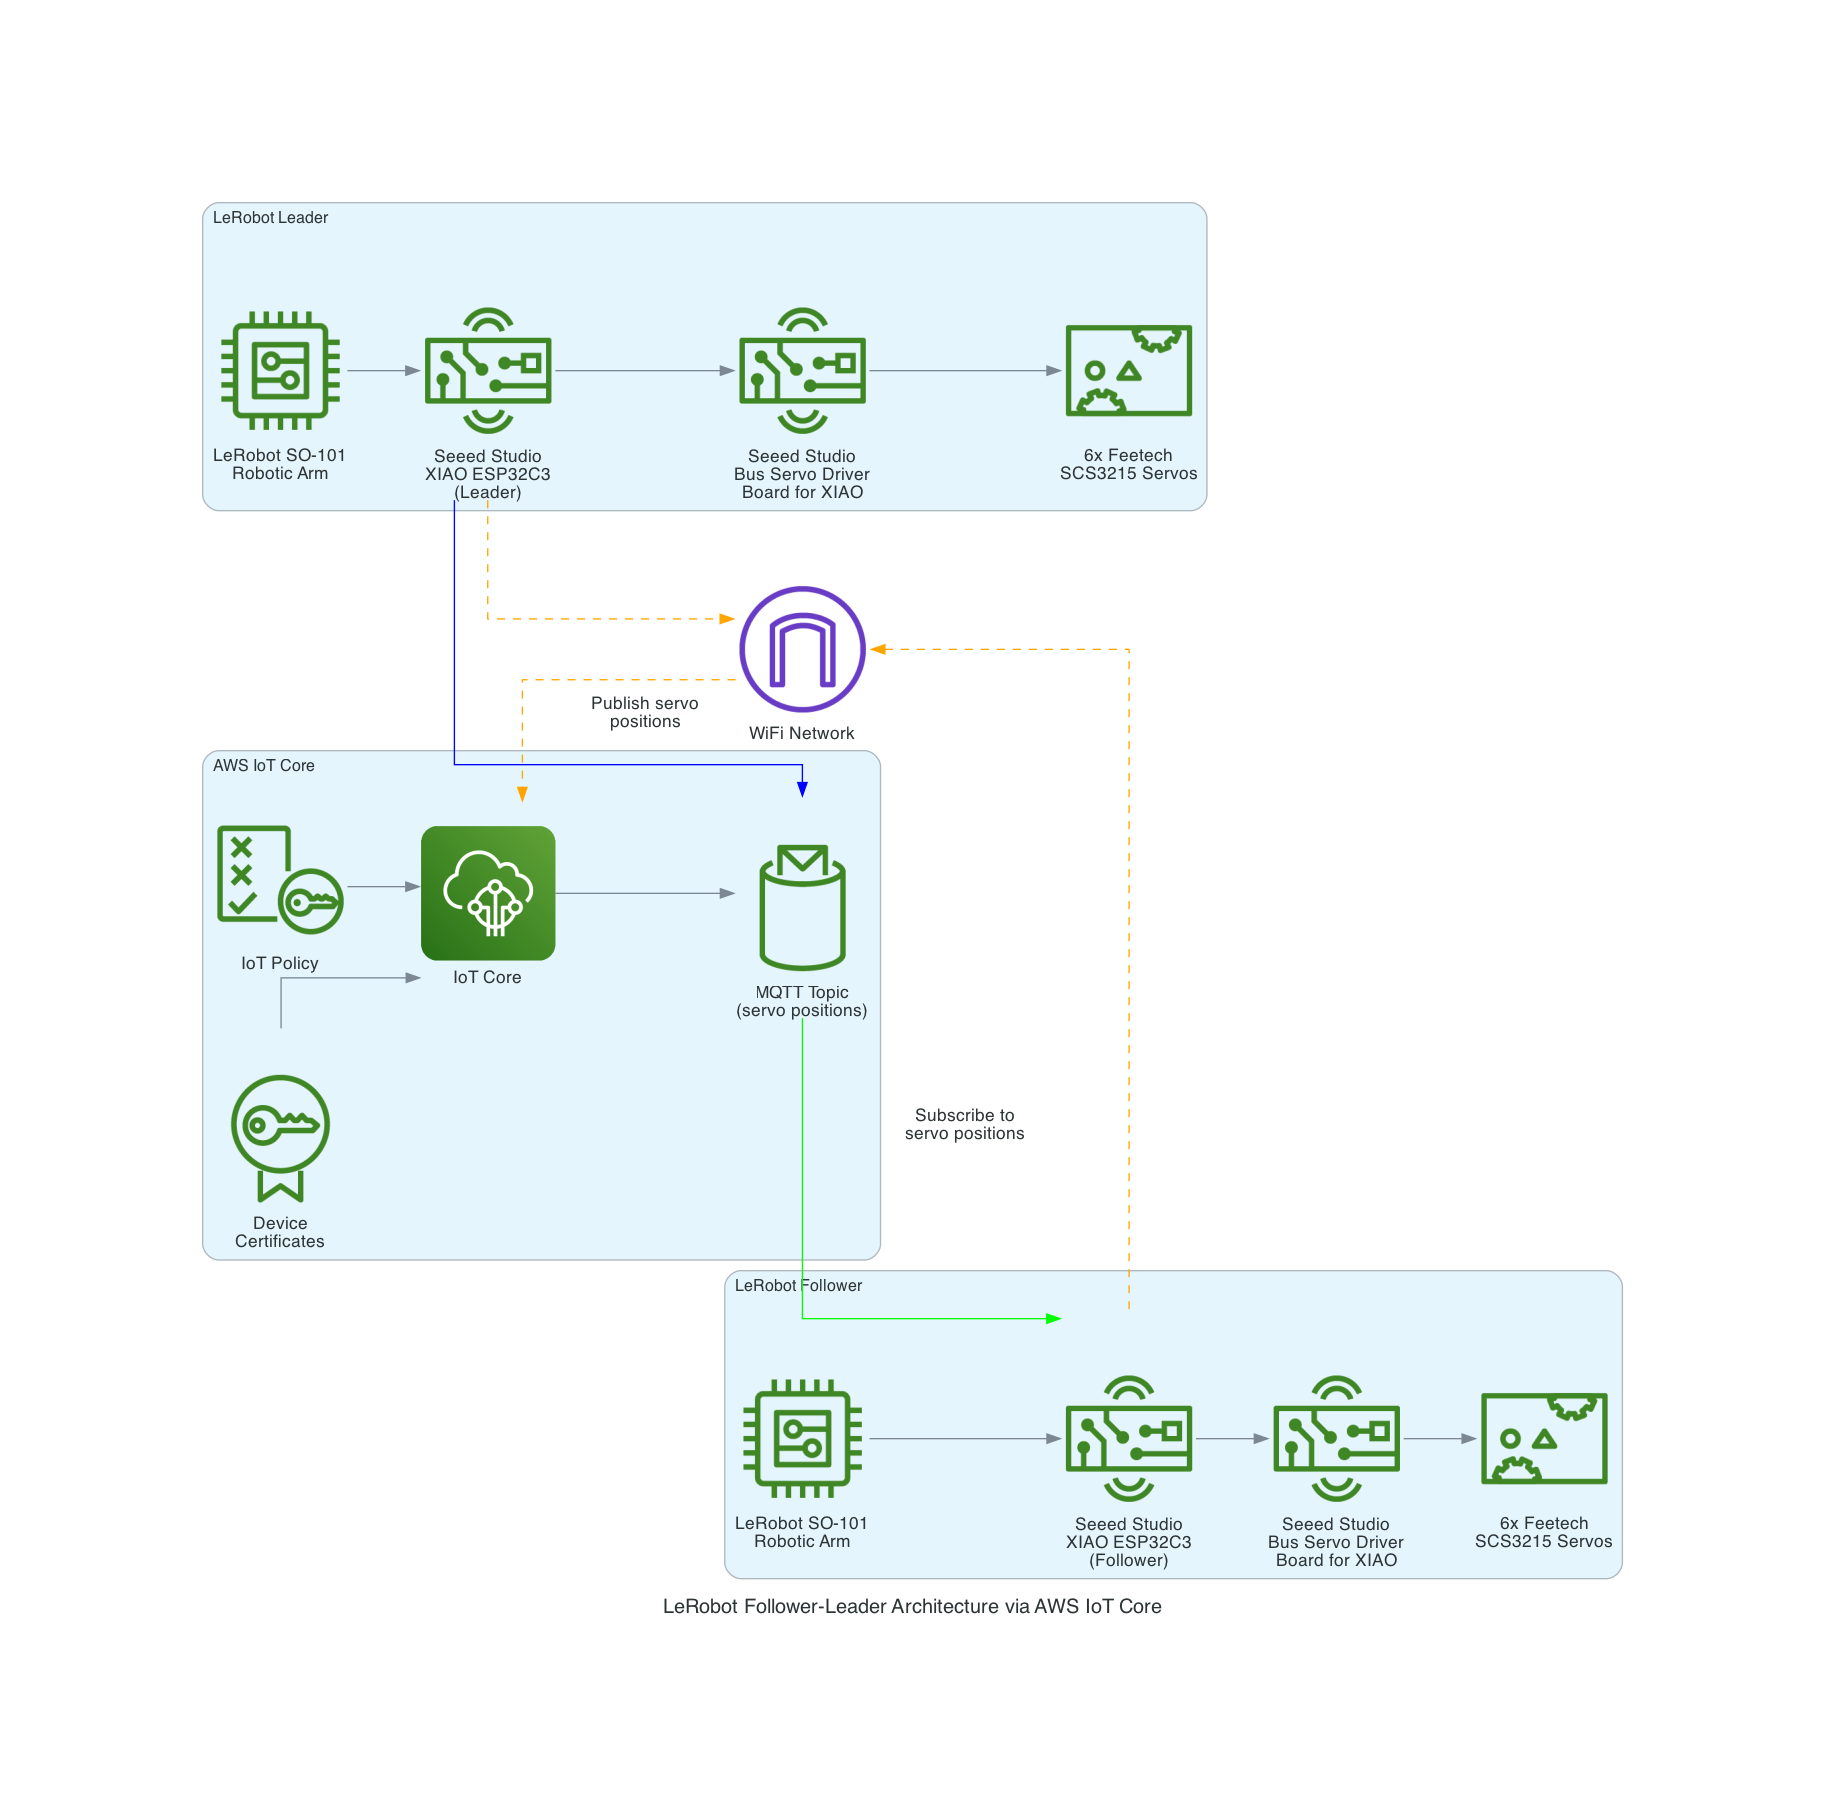 LeRobot Leader
LeRobot SO-101
Robotic Arm
Seeed Studio
XIAO ESP32C3
(Leader)
Seeed Studio
Bus Servo Driver
Board for XIAO
6x Feetech
SCS3215 Servos
Publish servo
positions
WiFi Network
AWS IoT Core
IoT Policy
IoT Core
MQTT Topic
(servo positions)
Device
Certificates
Subscribe to
servo positions
LeRobot Follower
LeRobot SO-101
Robotic Arm
Seeed Studio
XIAO ESP32C3
(Follower)
Seeed Studio
Bus Servo Driver
Board for XIAO
6x Feetech
SCS3215 Servos
LeRobot Follower-Leader Architecture via AWS IoT Core